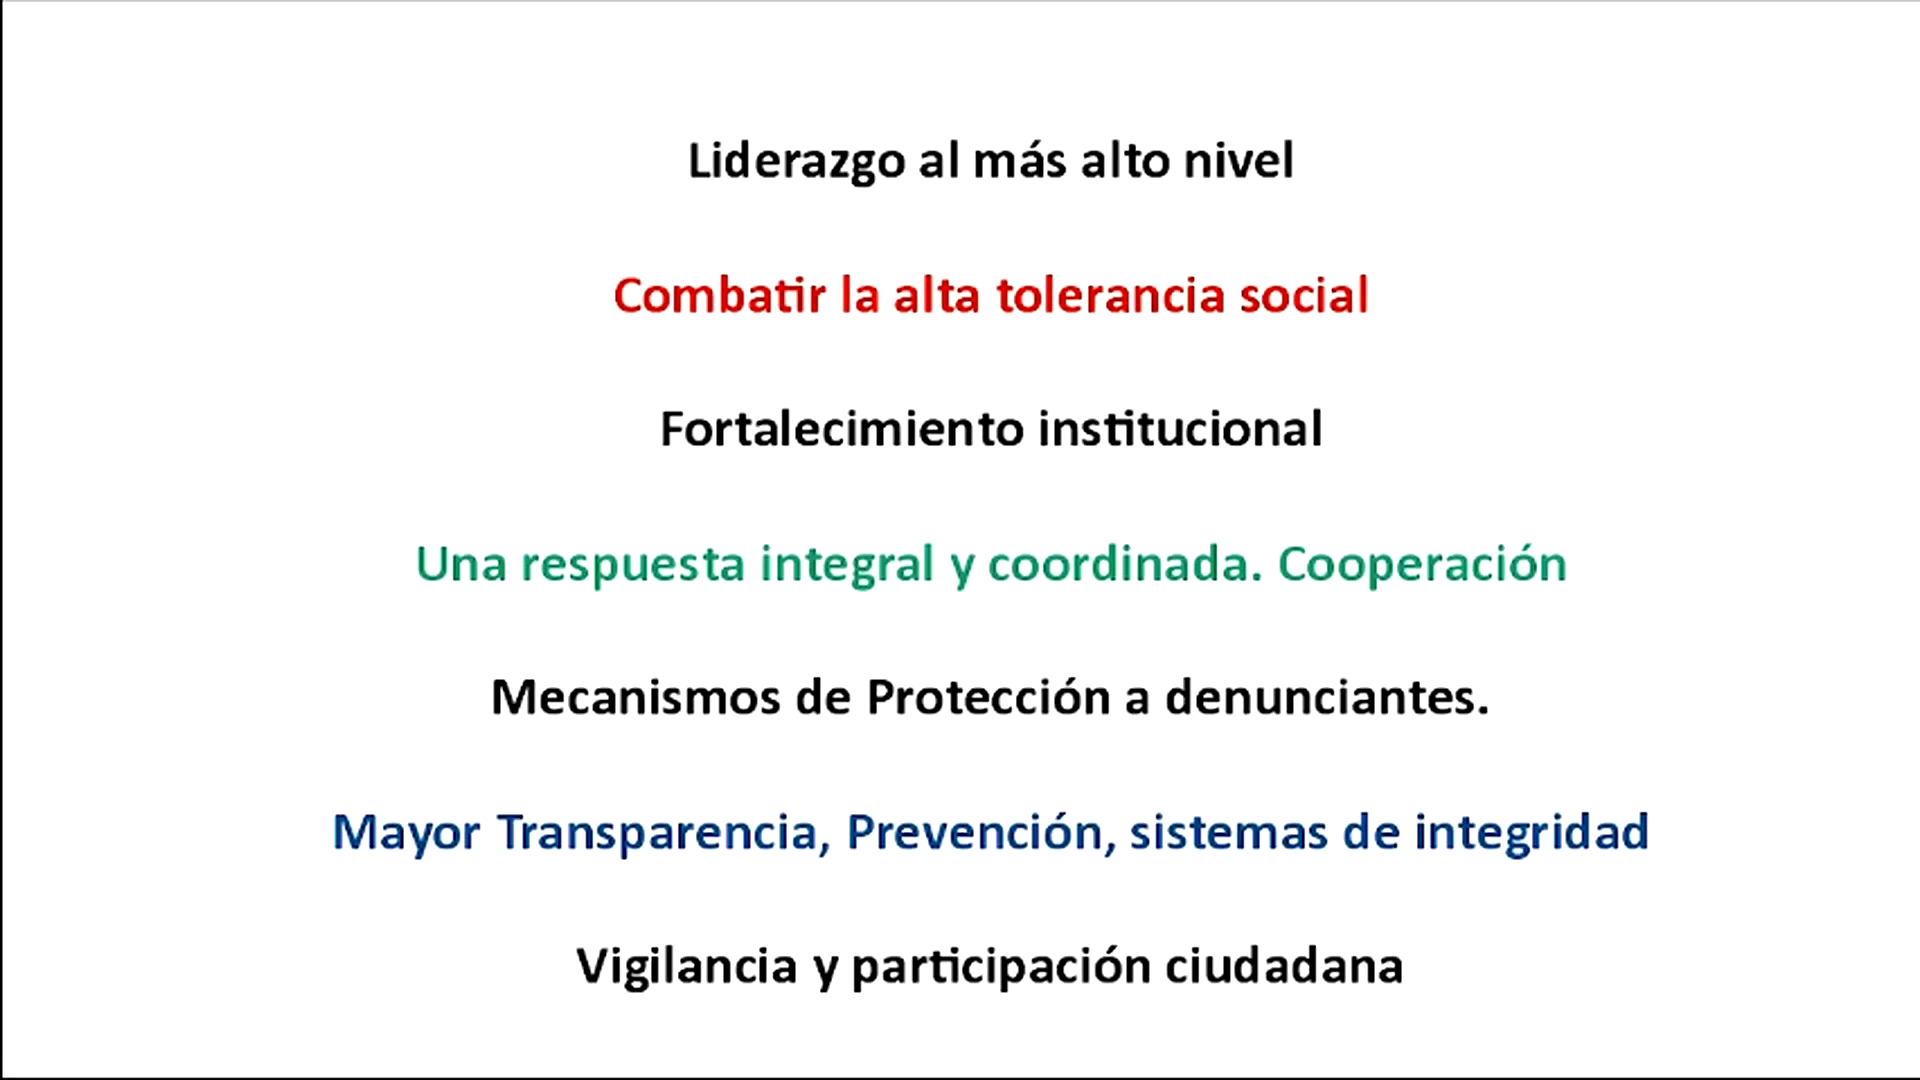 Liderazgo al más alto nivel
Combatir la alta tolerancia social
Fortalecimiento institucional
Una respuesta integral y coordinada. Cooperación
Mecanismos de Protección a denunciantes.
Mayor Transparencia, Prevención, sistemas de integridad
Vigilancia y participación ciudadana